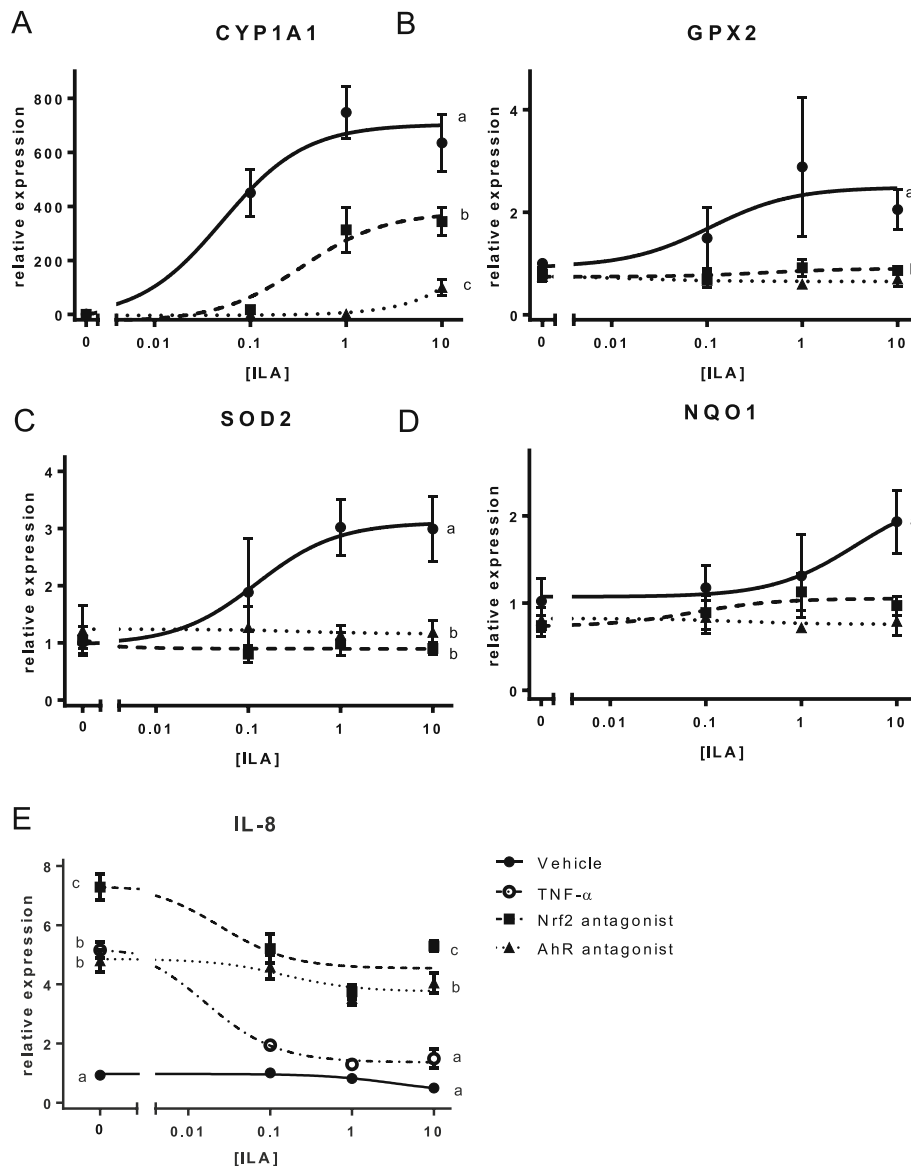 A
CYP1A1
relative expression
800
600
400
200
0
a
b
c
0
0.01
0.1
1
10
[ILA]
B
GPX2
relative expression
4
2
0
a
0
0.01
0.1
1
10
[ILA]
C
SOD2
relative expression
4
3
2
1
0
a
b
b
0
0.01
0.1
1
10
[ILA]
D
NQO1
relative expression
2
1
0
0
0.01
0.1
1
10
[ILA]
E
IL-8
relative expression
8
6
4
2
0
c
b
b
a
c
b
a
a
0
0.01
0.1
1
10
[ILA]
Vehicle
TNF-α
Nrf2 antagonist
AhR antagonist